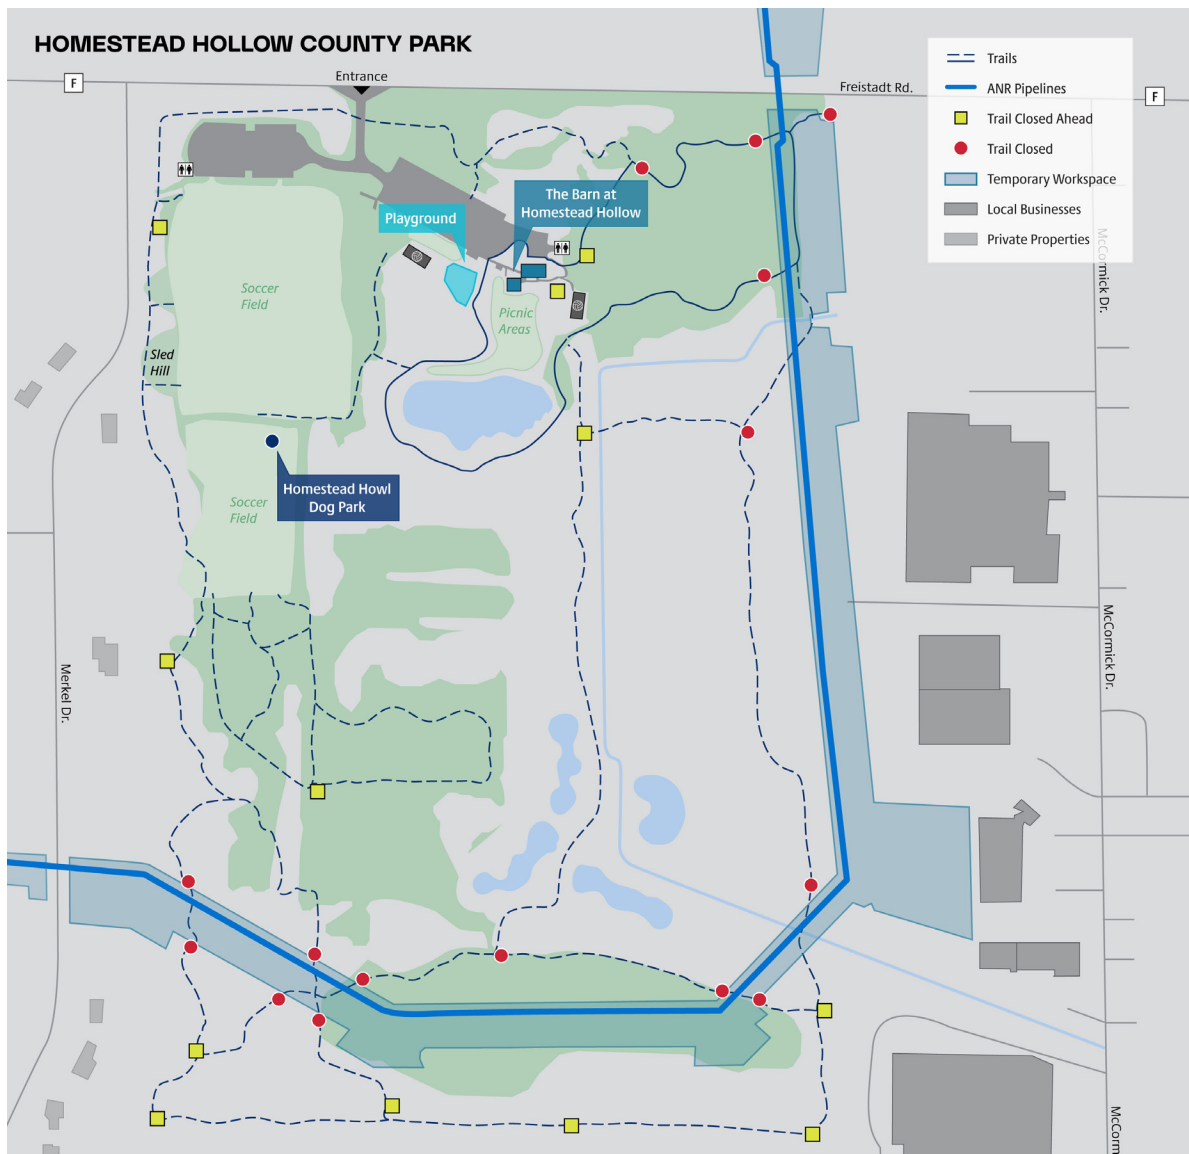 HOMESTEAD HOLLOW COUNTY PARK
F
Entrance
Freistadt Rd.
F
Trails
ANR Pipelines
Trail Closed Ahead
Trail Closed
Temporary Workspace
Local Businesses
Private Properties
The Barn at
Homestead Hollow
Playground
Soccer
Field
Picnic
Areas
Sled
Hill
McCormick Dr.
Homestead Howl
Dog Park
Soccer
Field
Merkel Dr.
McCormick Dr.
McCorm